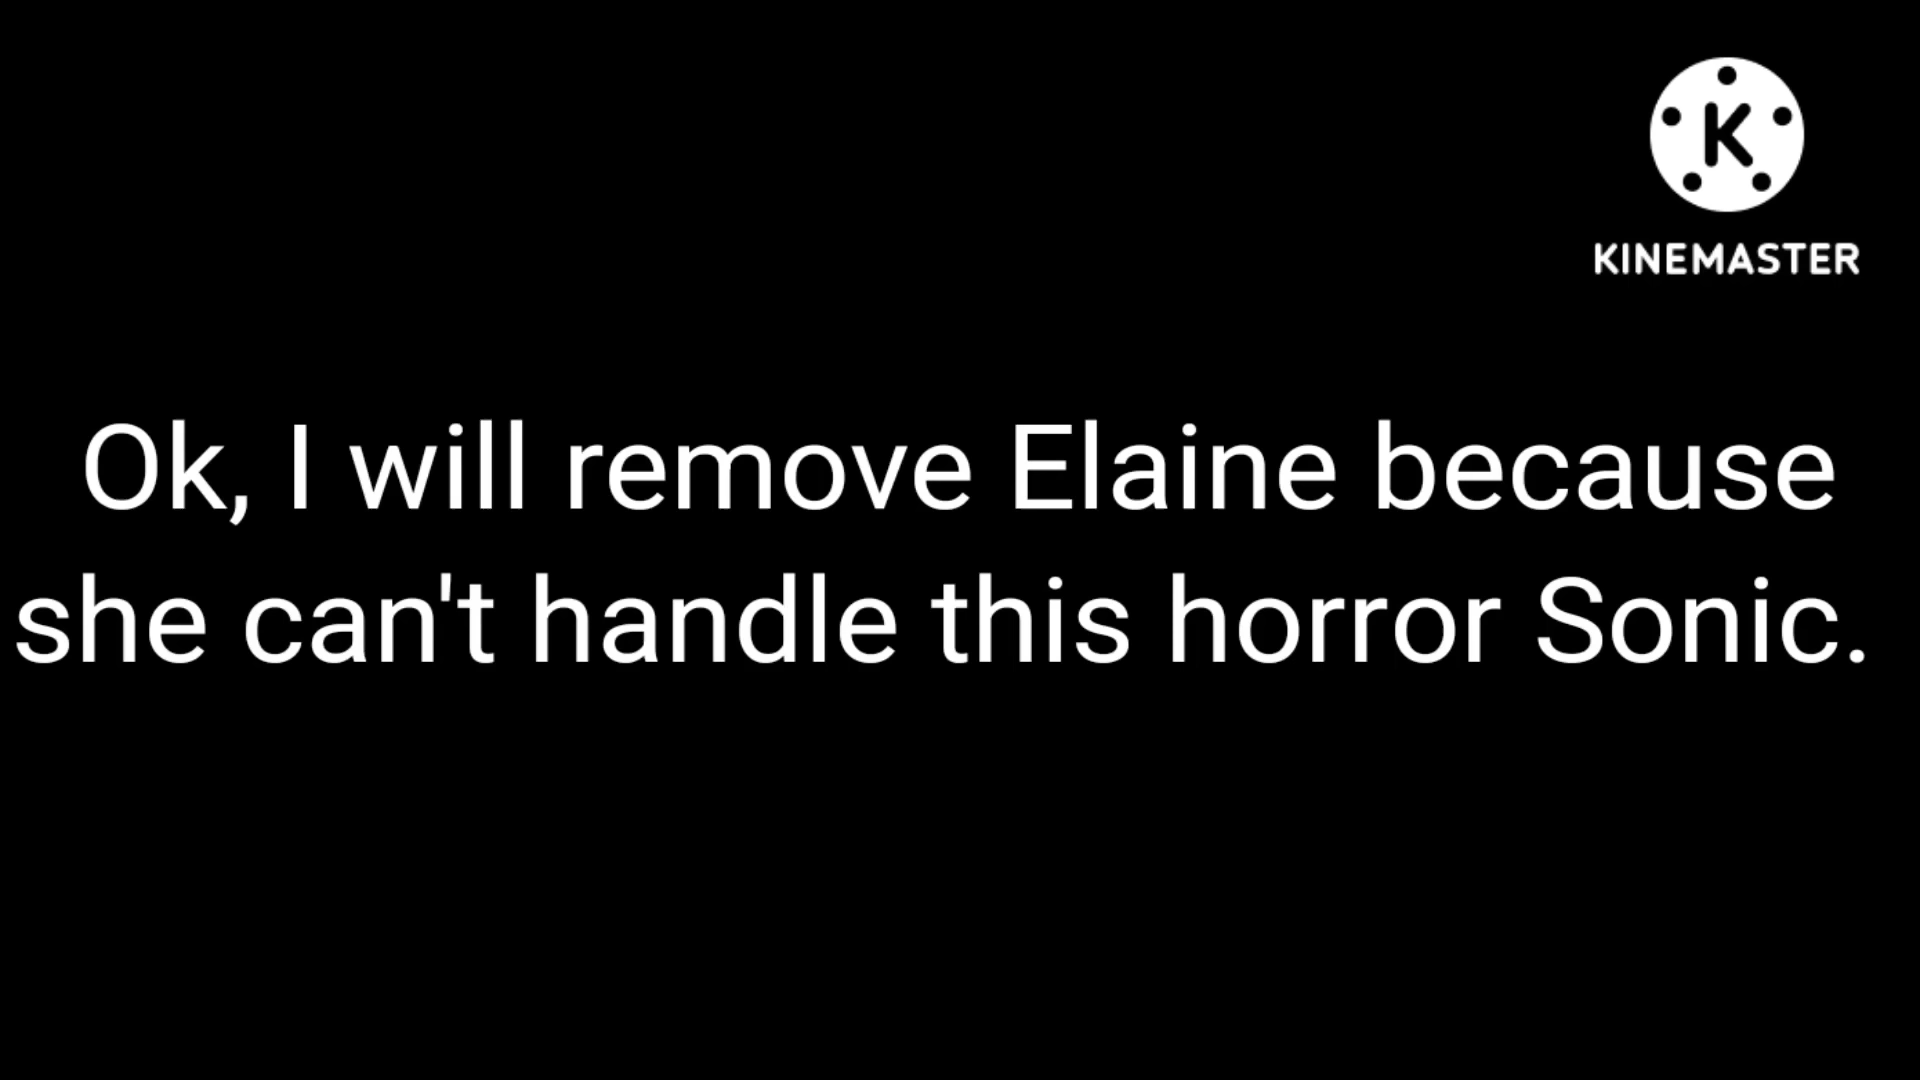 K
KINEMASTER
Ok, I will remove Elaine because
she can't handle this horror Sonic.